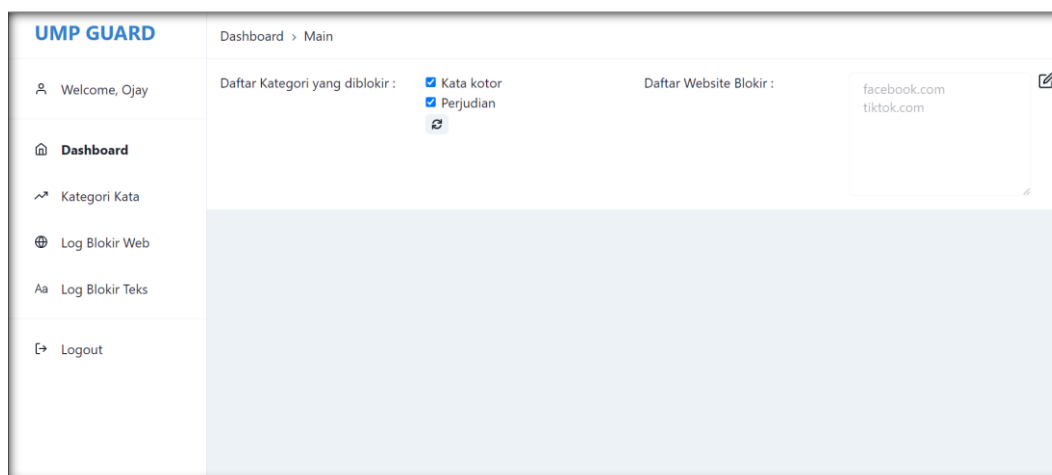 UMP GUARD
Dashboard > Main
Welcome, Ojay
Dashboard
Kategori Kata
Log Blokir Web
Aa Log Blokir Teks
Logout
Daftar Kategori yang diblokir :
Kata kotor
Perjudian
Daftar Website Blokir :
facebook.com
tiktok.com